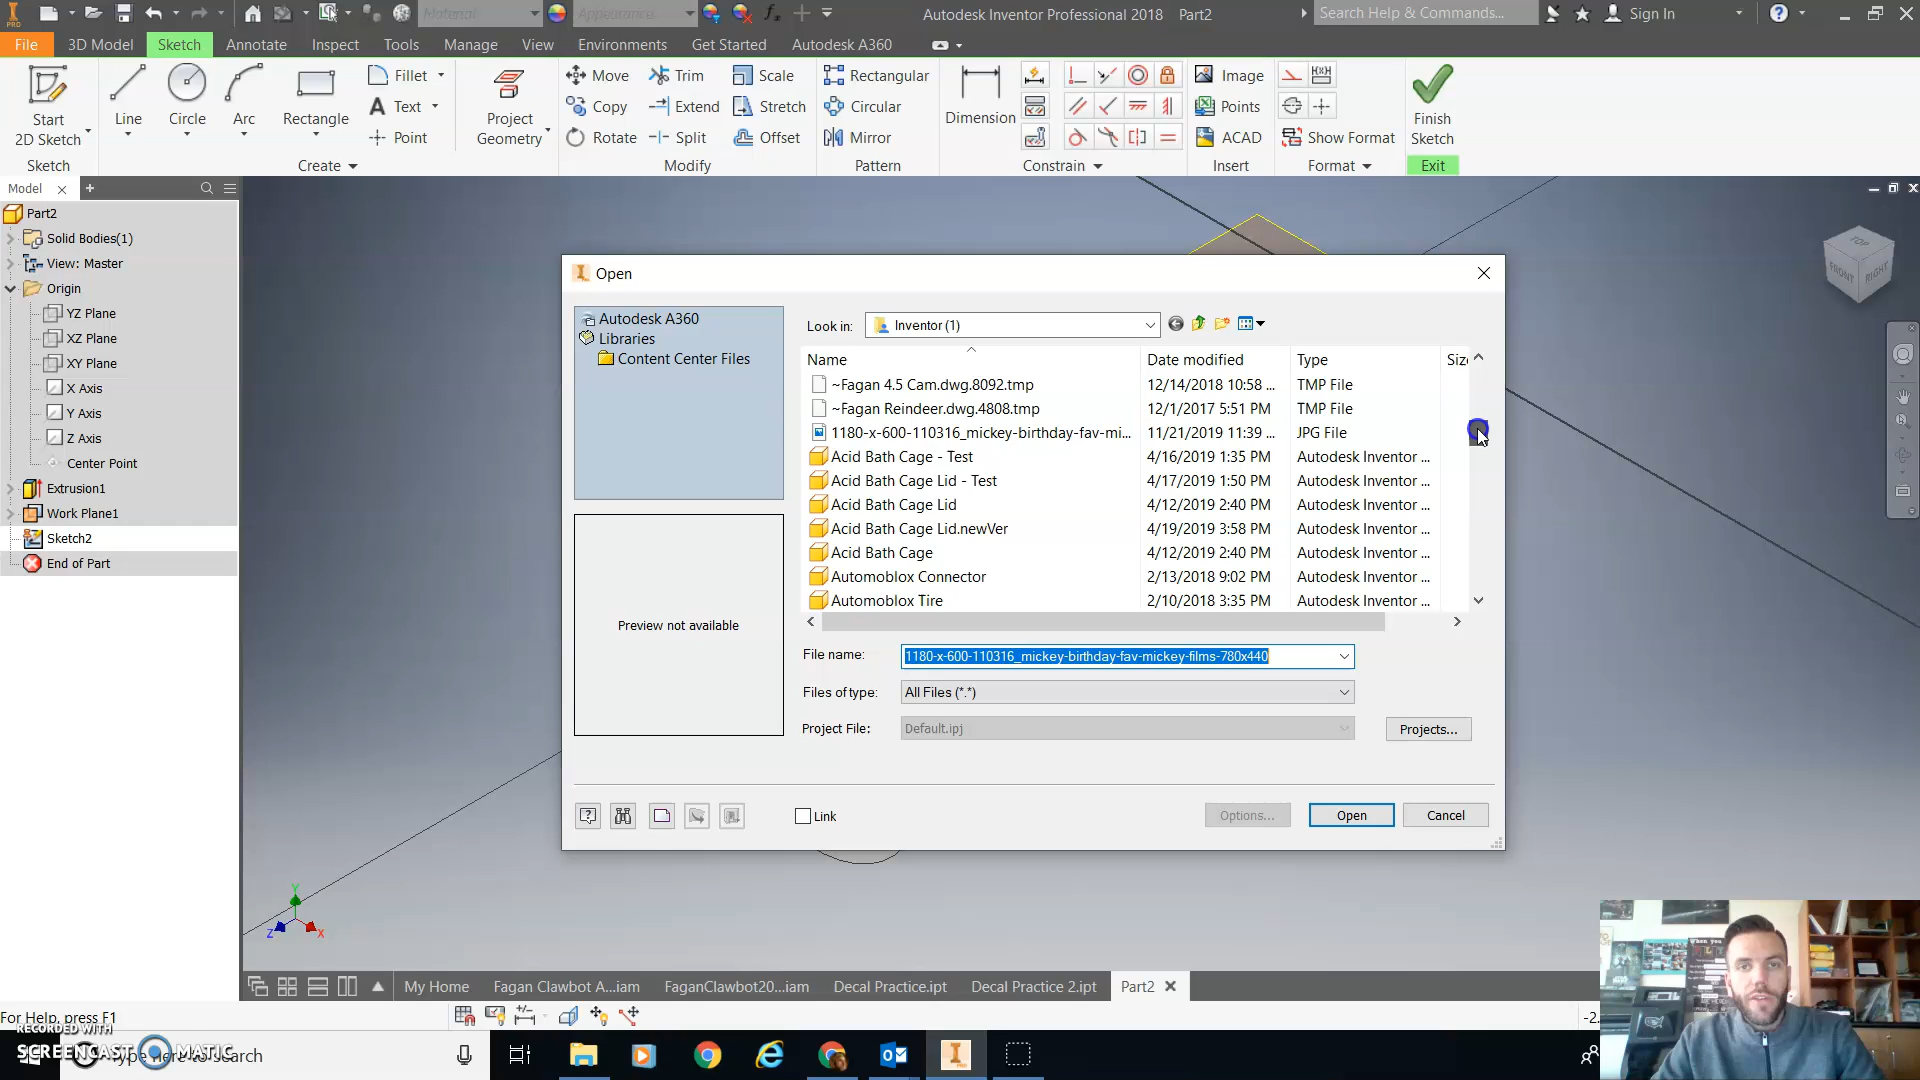 PRO
Material
Appearance
Autodesk Inventor Professional 2018 Part2
Search Help & Commands...
Sign In
File 3D Model Sketch Annotate Inspect Tools Manage View Environments Get Started Autodesk A360
Start
2D Sketch
Line
Circle
Arc
Rectangle
Fillet
Text
Point
Project
Geometry
Move
Copy
Rotate
Trim
Extend
Split
Scale
Stretch
Offset
Rectangular
Circular
Mirror
Dimension
Image
Points
ACAD
Show Format
Finish
Sketch
Sketch Create Modify Pattern Constrain Insert Format Exit
Model
Part2
Solid Bodies(1)
View: Master
Origin
YZ Plane
XZ Plane
XY Plane
X Axis
Y Axis
Z Axis
Center Point
Extrusion1
Work Plane1
Sketch2
End of Part
TOP
FRONT
RIGHT
Open
Autodesk A360
Libraries
Content Center Files
Preview not available
Look in: Inventor (1)
Name Date modified Type Size
~Fagan 4.5 Cam.dwg.8092.tmp 12/14/2018 10:58 ... TMP File
~Fagan Reindeer.dwg.4808.tmp 12/1/2017 5:51 PM TMP File
1180-x-600-110316_mickey-birthday-fav-mi... 11/21/2019 11:39 ... JPG File
Acid Bath Cage - Test 4/16/2019 1:35 PM Autodesk Inventor ...
Acid Bath Cage Lid - Test 4/17/2019 1:50 PM Autodesk Inventor ...
Acid Bath Cage Lid 4/12/2019 2:40 PM Autodesk Inventor ...
Acid Bath Cage Lid.newVer 4/19/2019 3:58 PM Autodesk Inventor ...
Acid Bath Cage 4/12/2019 2:40 PM Autodesk Inventor ...
Automoblox Connector 2/13/2018 9:02 PM Autodesk Inventor ...
Automoblox Tire 2/10/2018 3:35 PM Autodesk Inventor ...
File name: 1180-x-600-110316_mickey-birthday-fav-mickey-films-780x440
Files of type: All Files (*.*)
Project File: Default.ipj
Projects...
Link
Options...
Open
Cancel
Y
Z
X
My Home Fagan Clawbot A...iam FaganClawbot20...iam Decal Practice.ipt Decal Practice 2.ipt Part2
For Help, press F1
-2.
RECORDED WITH
SCREENCAST MATIC
Type here to search
When you